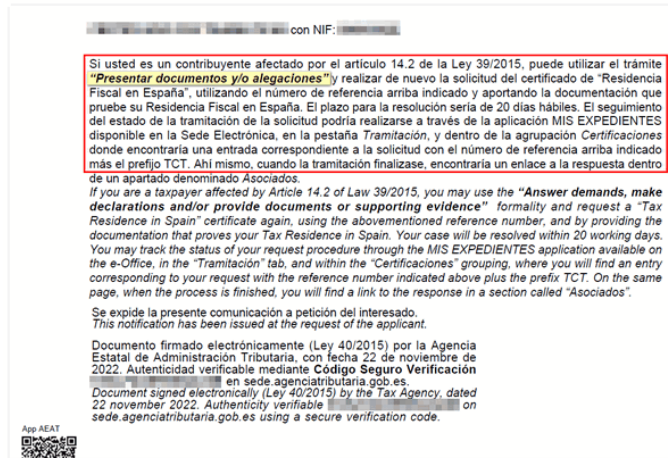 con NIF:
Si usted es un contribuyente afectado por el artículo 14.2 de la Ley 39/2015, puede utilizar el trámite
"Presentar documentos y/o alegaciones" y realizar de nuevo la solicitud del certificado de "Residencia
Fiscal en España", utilizando el número de referencia arriba indicado y aportando la documentación que
pruebe su Residencia Fiscal en España. El plazo para la resolución sería de 20 días hábiles. El seguimiento
del estado de la tramitación de la solicitud podría realizarse a través de la aplicación MIS EXPEDIENTES
disponible en la Sede Electrónica, en la pestaña Tramitación, y dentro de la agrupación Certificaciones
donde encontraría una entrada correspondiente a la solicitud con el número de referencia arriba indicado
más el prefijo TCT. Ahí mismo, cuando la tramitación finalizase, encontraría un enlace a la respuesta dentro
de un apartado denominado Asociados.
If you are a taxpayer affected by Article 14.2 of Law 39/2015, you may use the "Answer demands, make
declarations and/or provide documents or supporting evidence" formality and request a "Tax
Residence in Spain" certificate again, using the abovementioned reference number, and by providing the
documentation that proves your Tax Residence in Spain. Your case will be resolved within 20 working days.
You may track the status of your request procedure through the MIS EXPEDIENTES application available on
the e-Office, in the "Tramitación" tab, and within the "Certificaciones" grouping, where you will find an entry
corresponding to your request with the reference number indicated above plus the prefix TCT. On the same
page, when the process is finished, you will find a link to the response in a section called "Asociados".
Se expide la presente comunicación a petición del interesado.
This notification has been issued at the request of the applicant.
Documento firmado electrónicamente (Ley 40/2015) por la Agencia
Estatal de Administración Tributaria, con fecha 22 de noviembre de
2022. Autenticidad verificable mediante Código Seguro Verificación
en sede.agenciatributaria.gob.es.
Document signed electronically (Ley 40/2015) by the Tax Agency, dated
22 november 2022. Authenticity verifiable on
sede.agenciatributaria.gob.es using a secure verification code.
App AEAT